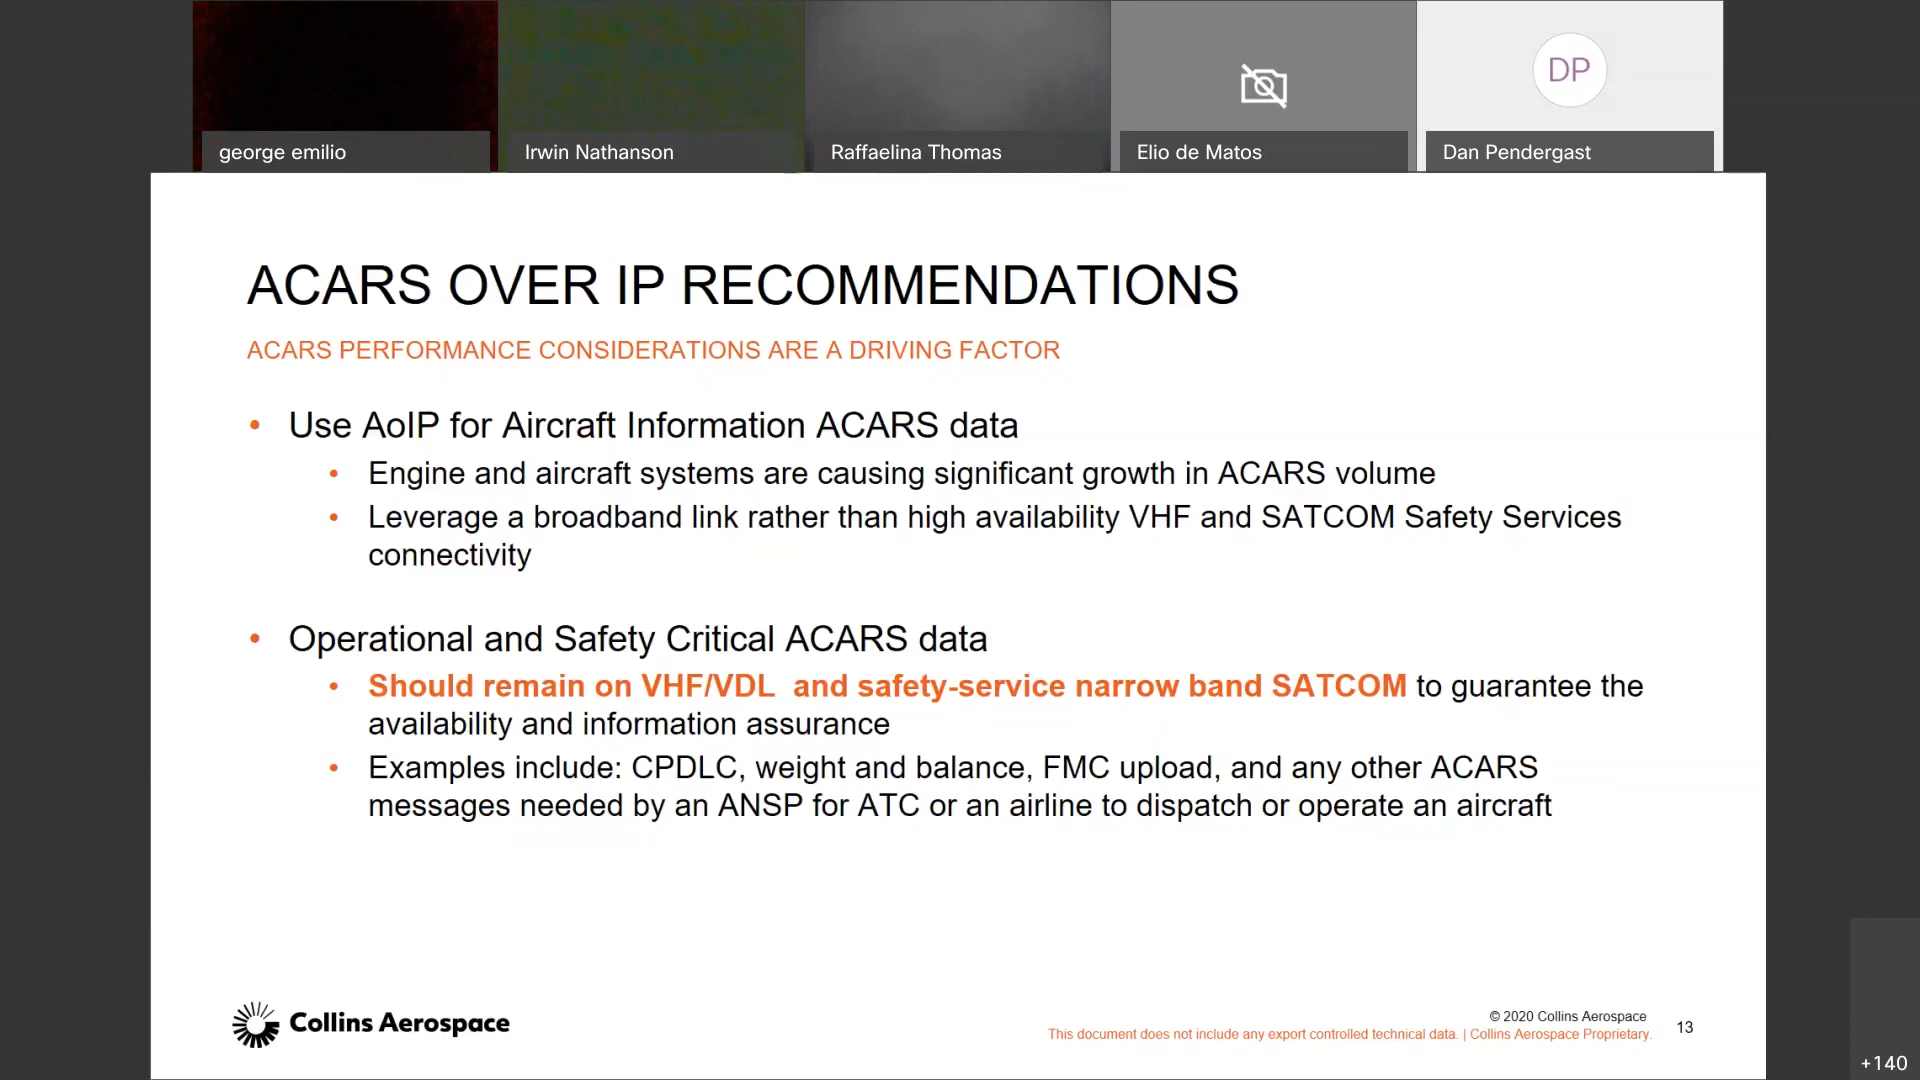 george emilio
Irwin Nathanson
Raffaelina Thomas
Elio de Matos
DP
Dan Pendergast
ACARS OVER IP RECOMMENDATIONS
ACARS PERFORMANCE CONSIDERATIONS ARE A DRIVING FACTOR
• Use AoIP for Aircraft Information ACARS data
• Engine and aircraft systems are causing significant growth in ACARS volume
• Leverage a broadband link rather than high availability VHF and SATCOM Safety Services
connectivity
• Operational and Safety Critical ACARS data
• Should remain on VHF/VDL and safety-service narrow band SATCOM to guarantee the
availability and information assurance
• Examples include: CPDLC, weight and balance, FMC upload, and any other ACARS
messages needed by an ANSP for ATC or an airline to dispatch or operate an aircraft
Collins Aerospace
© 2020 Collins Aerospace
This document does not include any export controlled technical data. | Collins Aerospace Proprietary.
13
+140